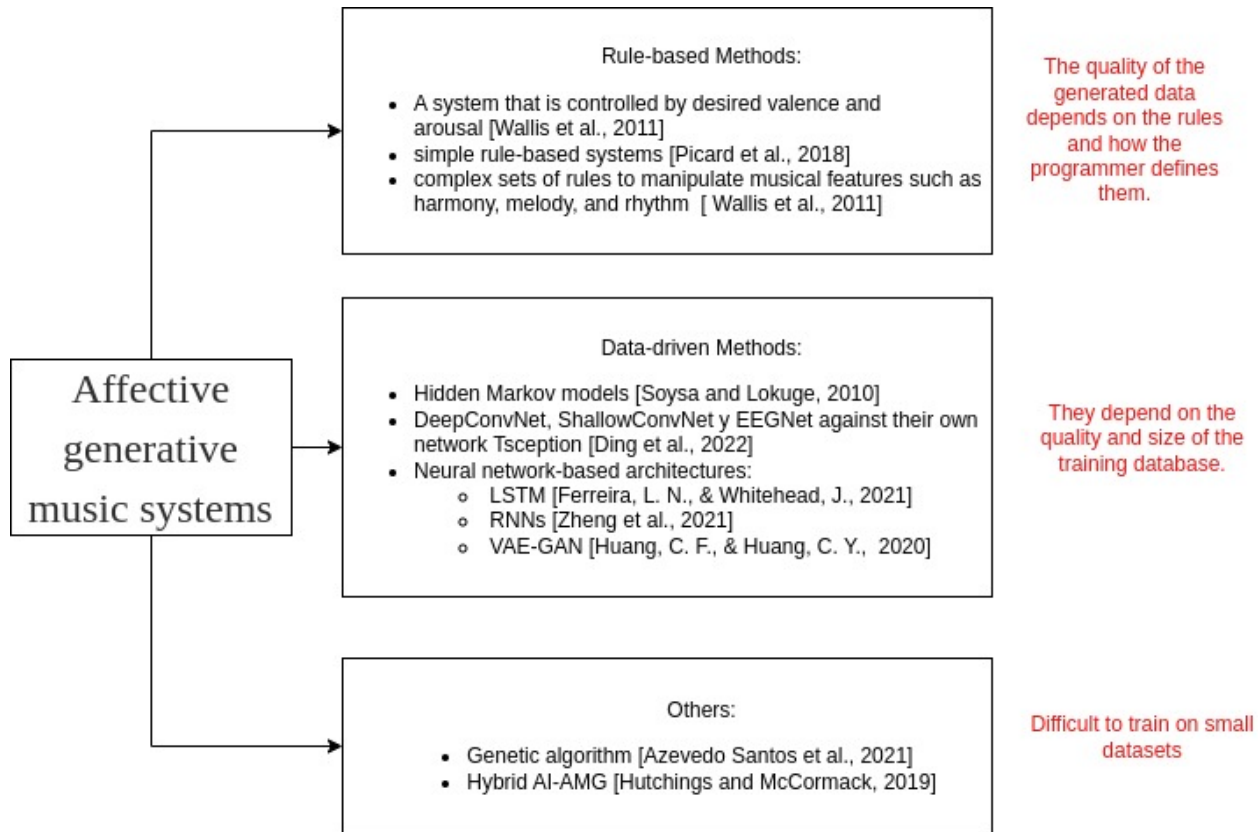 Rule-based Methods:
• A system that is controlled by desired valence and
arousal [Wallis et al., 2011]
• simple rule-based systems [Picard et al., 2018]
• complex sets of rules to manipulate musical features such as
harmony, melody, and rhythm  [ Wallis et al., 2011]
The quality of the
generated data
depends on the rules
and how the
programmer defines
them.
Affective
generative
music systems
Data-driven Methods:
• Hidden Markov models [Soysa and Lokuge, 2010]
• DeepConvNet, ShallowConvNet y EEGNet against their own
network Tsception [Ding et al., 2022]
• Neural network-based architectures:
◦ LSTM [Ferreira, L. N., & Whitehead, J., 2021]
◦ RNNs [Zheng et al., 2021]
◦ VAE-GAN [Huang, C. F., & Huang, C. Y.,  2020]
They depend on the
quality and size of the
training database.
Others:
• Genetic algorithm [Azevedo Santos et al., 2021]
• Hybrid AI-AMG [Hutchings and McCormack, 2019]
Difficult to train on small
datasets